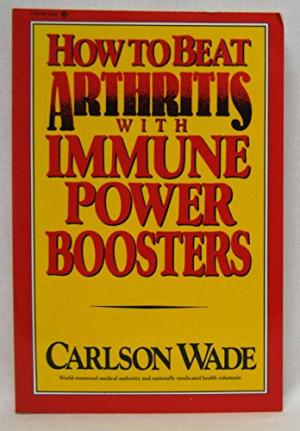 HOW TO BEAT
ARTHRITIS
WITH
IMMUNE
POWER
BOOSTERS
CARLSON WADE
World-renowned medical authority and nationally syndicated health columnist.